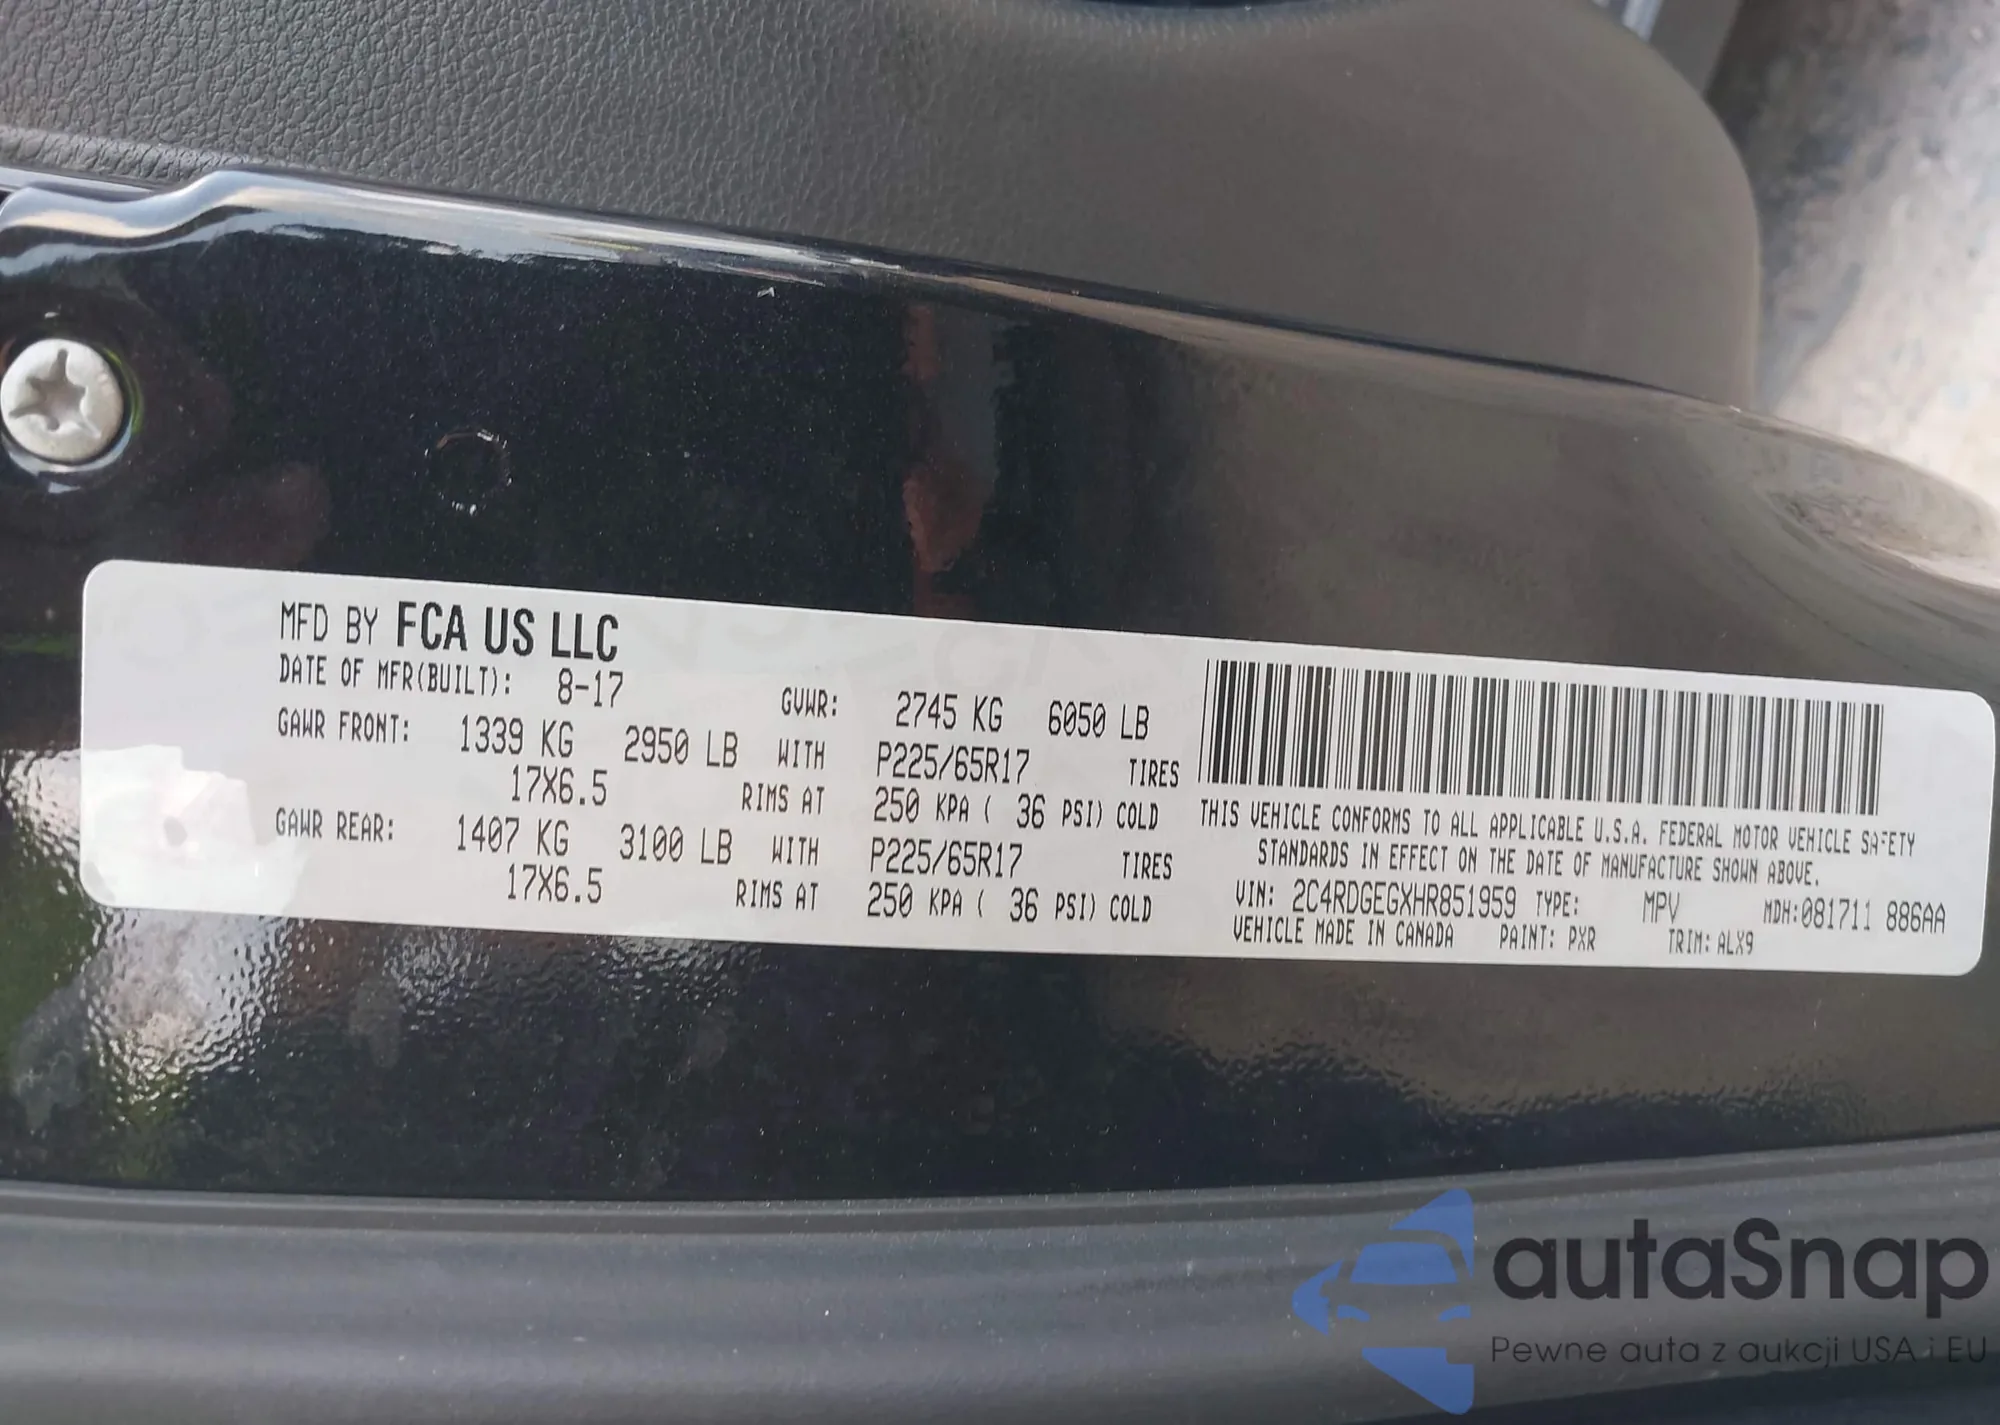 MFD BY FCA US LLC
DATE OF MFR(BUILT): 8-17 GVWR: 2745 KG 6050 LB
GAWR FRONT: 1339 KG 2950 LB WITH P225/65R17 TIRES
17X6.5 RIMS AT 250 KPA ( 36 PSI) COLD
GAWR REAR: 1407 KG 3100 LB WITH P225/65R17 TIRES
17X6.5 RIMS AT 250 KPA ( 36 PSI) COLD
THIS VEHICLE CONFORMS TO ALL APPLICABLE U.S.A. FEDERAL MOTOR VEHICLE SAFETY
STANDARDS IN EFFECT ON THE DATE OF MANUFACTURE SHOWN ABOVE.
VIN: 2C4RDGEGXHR851959 TYPE: MPV MDH:081711 886AA
VEHICLE MADE IN CANADA PAINT: PXR TRIM: ALX9
autaSnap
Pewne auta z aukcji USA i EU